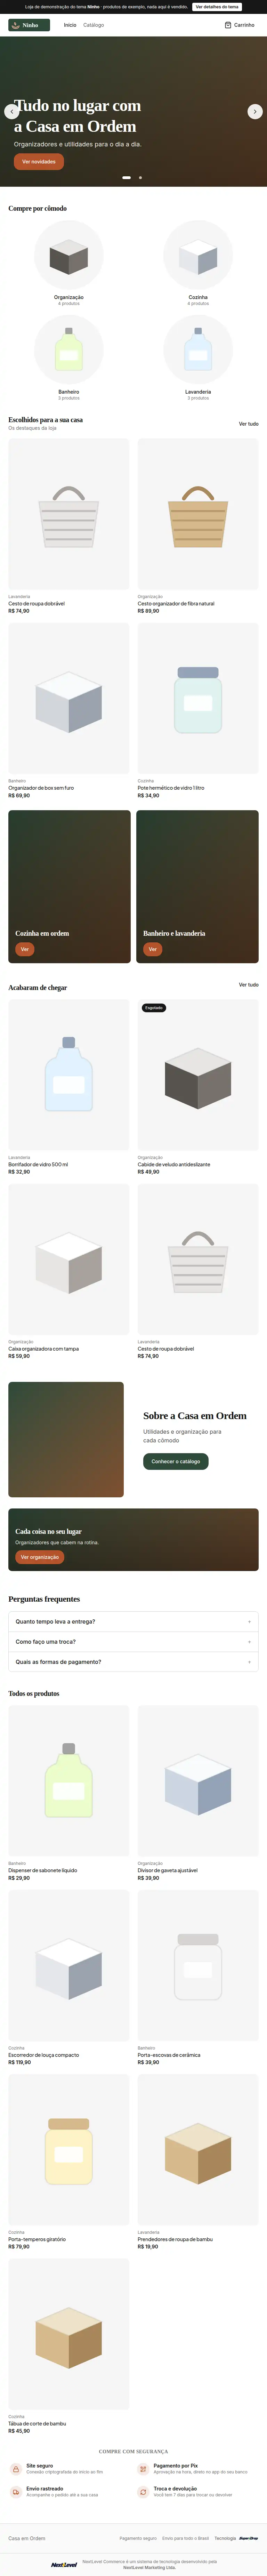 Loja de demonstração do tema Ninho · produtos de exemplo, nada aqui é vendido. Ver detalhes do tema
Ninho Início Catálogo Carrinho
Tudo no lugar com
a Casa em Ordem
Organizadores e utilidades para o dia a dia.
Ver novidades
Compre por cômodo
Organização Cozinha
4 produtos 4 produtos
Banheiro Lavanderia
3 produtos 3 produtos
Escolhidos para a sua casa
Os destaques da loja
Ver tudo
Lavanderia Organização
Cesto de roupa dobrável Cesto organizador de fibra natural
R$ 74,90 R$ 89,90
Banheiro Cozinha
Organizador de box sem furo Pote hermético de vidro 1 litro
R$ 69,90 R$ 34,90
Cozinha em ordem Banheiro e lavanderia
Ver Ver
Acabaram de chegar Ver tudo
Esgotado
Lavanderia Organização
Borrifador de vidro 500 ml Cabide de veludo antideslizante
R$ 32,90 R$ 49,90
Organização Lavanderia
Caixa organizadora com tampa Cesto de roupa dobrável
R$ 59,90 R$ 74,90
Sobre a Casa em Ordem
Utilidades e organização para
cada cômodo
Conhecer o catálogo
Cada coisa no seu lugar
Organizadores que cabem na rotina.
Ver organização
Perguntas frequentes
Quanto tempo leva a entrega? +
Como faço uma troca? +
Quais as formas de pagamento? +
Todos os produtos
Banheiro Organização
Dispenser de sabonete líquido Divisor de gaveta ajustável
R$ 29,90 R$ 39,90
Cozinha Banheiro
Escorredor de louça compacto Porta-escovas de cerâmica
R$ 119,90 R$ 39,90
Cozinha Lavanderia
Porta-temperos giratório Prendedores de roupa de bambu
R$ 79,90 R$ 19,90
Cozinha
Tábua de corte de bambu
R$ 45,90
COMPRE COM SEGURANÇA
Site seguro Pagamento por Pix
Conexão criptografada do início ao fim Aprovação na hora, direto no app do seu banco
Envio rastreado Troca e devolução
Acompanhe o pedido até a sua casa Você tem 7 dias para trocar ou devolver
Casa em Ordem Pagamento seguro Envio para todo o Brasil Tecnologia
NextLevel NextLevel Commerce é um sistema de tecnologia desenvolvido pela
NextLevel Marketing Ltda.